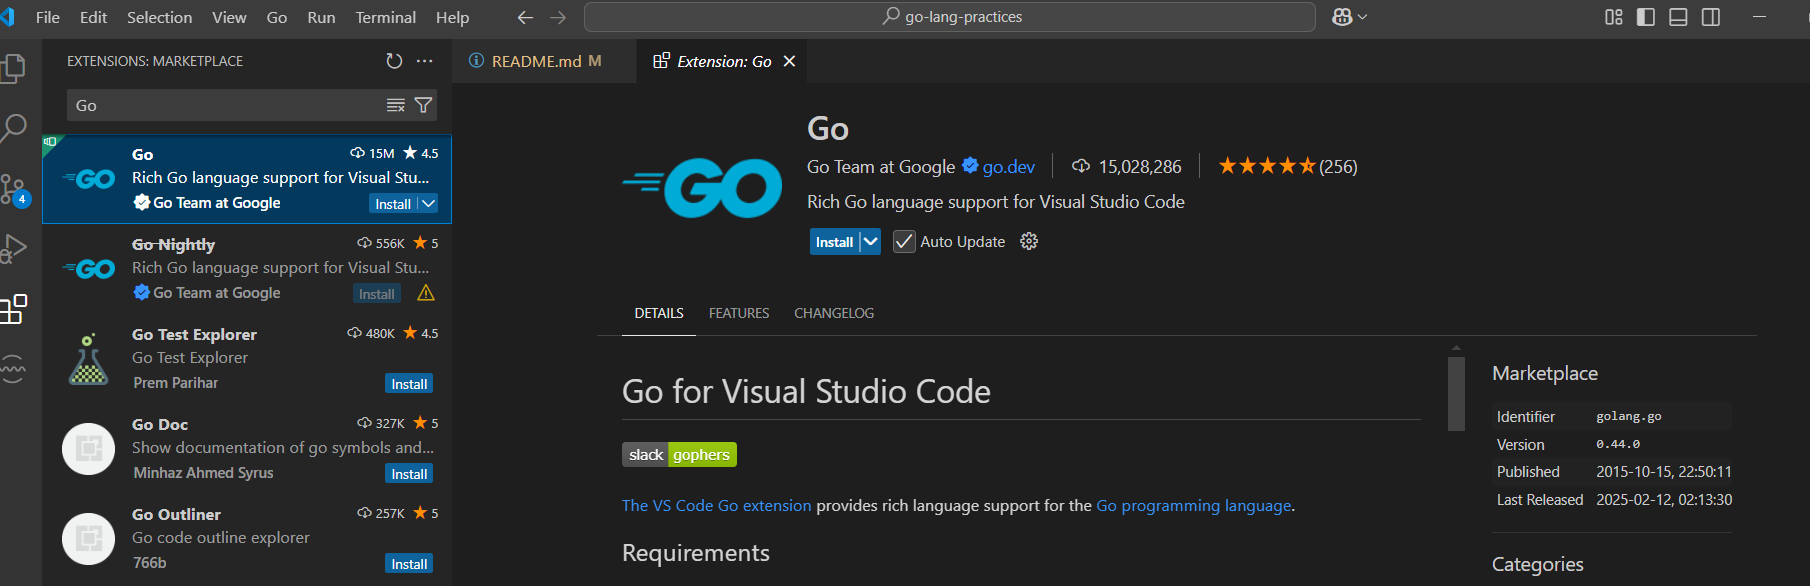 File Edit Selection View Go Run Terminal Help
go-lang-practices
EXTENSIONS: MARKETPLACE
Go
4
Go 15M 4.5
Rich Go language support for Visual Stu...
Go Team at Google Install
Go Nightly 556K 5
Rich Go language support for Visual Stu...
Go Team at Google Install
Go Test Explorer 480K 4.5
Go Test Explorer
Prem Parihar Install
Go Doc 327K 5
Show documentation of go symbols and...
Minhaz Ahmed Syrus Install
Go Outliner 257K 5
Go code outline explorer
766b Install
README.md M
Extension: Go
GO
Go
Go Team at Google go.dev 15,028,286 (256)
Rich Go language support for Visual Studio Code
Install Auto Update
DETAILS FEATURES CHANGELOG
Go for Visual Studio Code
slack gophers
The VS Code Go extension provides rich language support for the Go programming language.
Requirements
Marketplace
Identifier golang.go
Version 0.44.0
Published 2015-10-15, 22:50:11
Last Released 2025-02-12, 02:13:30
Categories